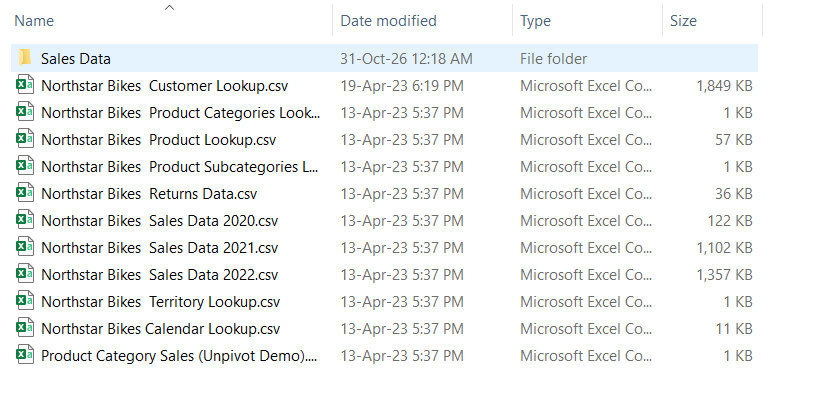 Name Date modified Type Size
Sales Data 31-Oct-26 12:18 AM File folder
Northstar Bikes  Customer Lookup.csv 19-Apr-23 6:19 PM Microsoft Excel Co... 1,849 KB
Northstar Bikes  Product Categories Look... 13-Apr-23 5:37 PM Microsoft Excel Co... 1 KB
Northstar Bikes  Product Lookup.csv 13-Apr-23 5:37 PM Microsoft Excel Co... 57 KB
Northstar Bikes  Product Subcategories L... 13-Apr-23 5:37 PM Microsoft Excel Co... 1 KB
Northstar Bikes  Returns Data.csv 13-Apr-23 5:37 PM Microsoft Excel Co... 36 KB
Northstar Bikes  Sales Data 2020.csv 13-Apr-23 5:37 PM Microsoft Excel Co... 122 KB
Northstar Bikes  Sales Data 2021.csv 13-Apr-23 5:37 PM Microsoft Excel Co... 1,102 KB
Northstar Bikes  Sales Data 2022.csv 13-Apr-23 5:37 PM Microsoft Excel Co... 1,357 KB
Northstar Bikes  Territory Lookup.csv 13-Apr-23 5:37 PM Microsoft Excel Co... 1 KB
Northstar Bikes Calendar Lookup.csv 13-Apr-23 5:37 PM Microsoft Excel Co... 11 KB
Product Category Sales (Unpivot Demo).... 13-Apr-23 5:37 PM Microsoft Excel Co... 1 KB